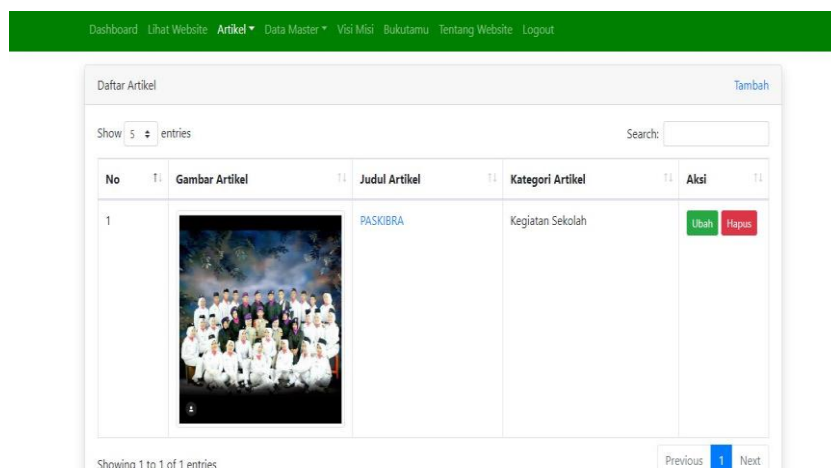 Dashboard Lihat Website Artikel Data Master Visi Misi Bukutamu Tentang Website Logout
Daftar Artikel Tambah
Show 5 entries Search:
No Gambar Artikel Judul Artikel Kategori Artikel Aksi
1 PASKIBRA Kegiatan Sekolah Ubah Hapus
Showing 1 to 1 of 1 entries Previous 1 Next